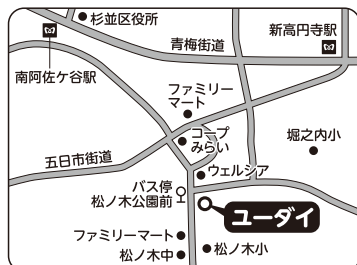 杉並区役所
青梅街道
新高円寺駅
南阿佐ケ谷駅
ファミリー
マート
コープ
みらい
堀之内小
五日市街道
ウェルシア
バス停
松ノ木公園前
ユーダイ
ファミリーマート
松ノ木小
松ノ木中